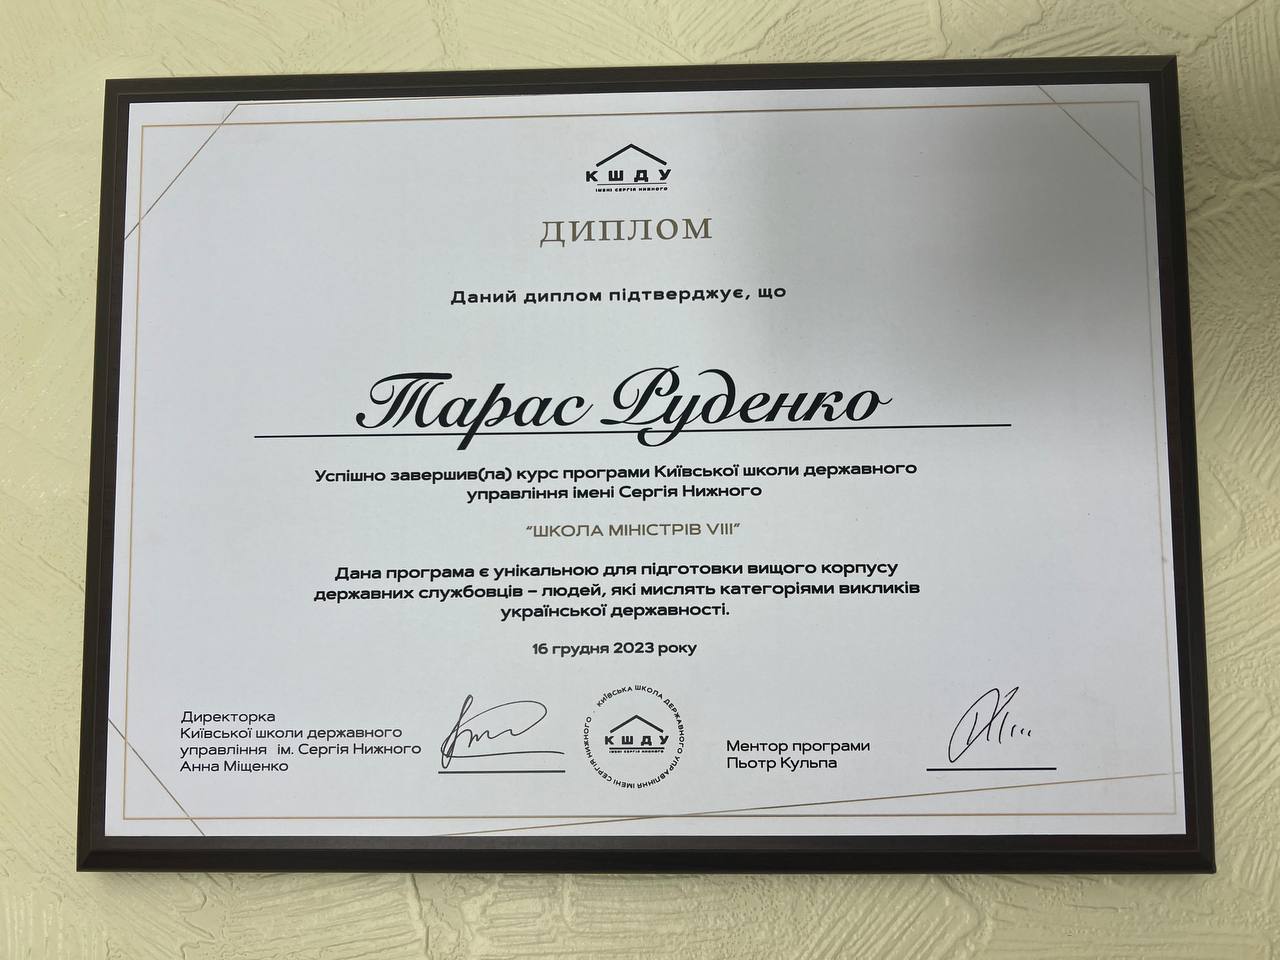 КШДУ
ІМЕНІ СЕРГІЯ НИЖНОГО
ДИПЛОМ
Даний диплом підтверджує, що
Тарас Руденко
Успішно завершив(ла) курс програми Київської школи державного
управління імені Сергія Нижного
“ШКОЛА МІНІСТРІВ VIII”
Дана програма є унікальною для підготовки вищого корпусу
державних службовців – людей, які мислять категоріями викликів
української державності.
16 грудня 2023 року
Директорка
Київської школи державного
управління ім. Сергія Нижного
Анна Міщенко
КИЇВСЬКА ШКОЛА ДЕРЖАВНОГО УПРАВЛІННЯ ІМЕНІ СЕРГІЯ НИЖНОГО
КШДУ
ІМЕНІ СЕРГІЯ НИЖНОГО
Ментор програми
Пьотр Кульпа